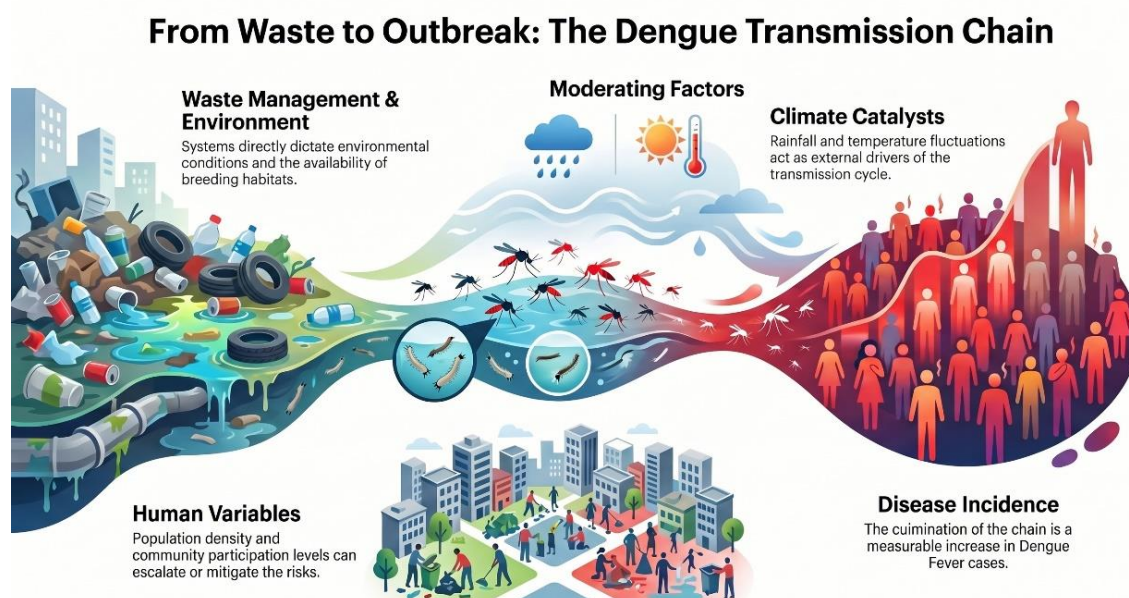 From Waste to Outbreak: The Dengue Transmission Chain
Waste Management &
Environment
Systems directly dictate environmental
conditions and the availability of
breeding habitats.
Moderating Factors
Climate Catalysts
Rainfall and temperature fluctuations
act as external drivers of the
transmission cycle.
Human Variables
Population density and
community participation levels can
escalate or mitigate the risks.
Disease Incidence
The cuimination of the chain is a
measurable increase in Dengue
Fever cases.